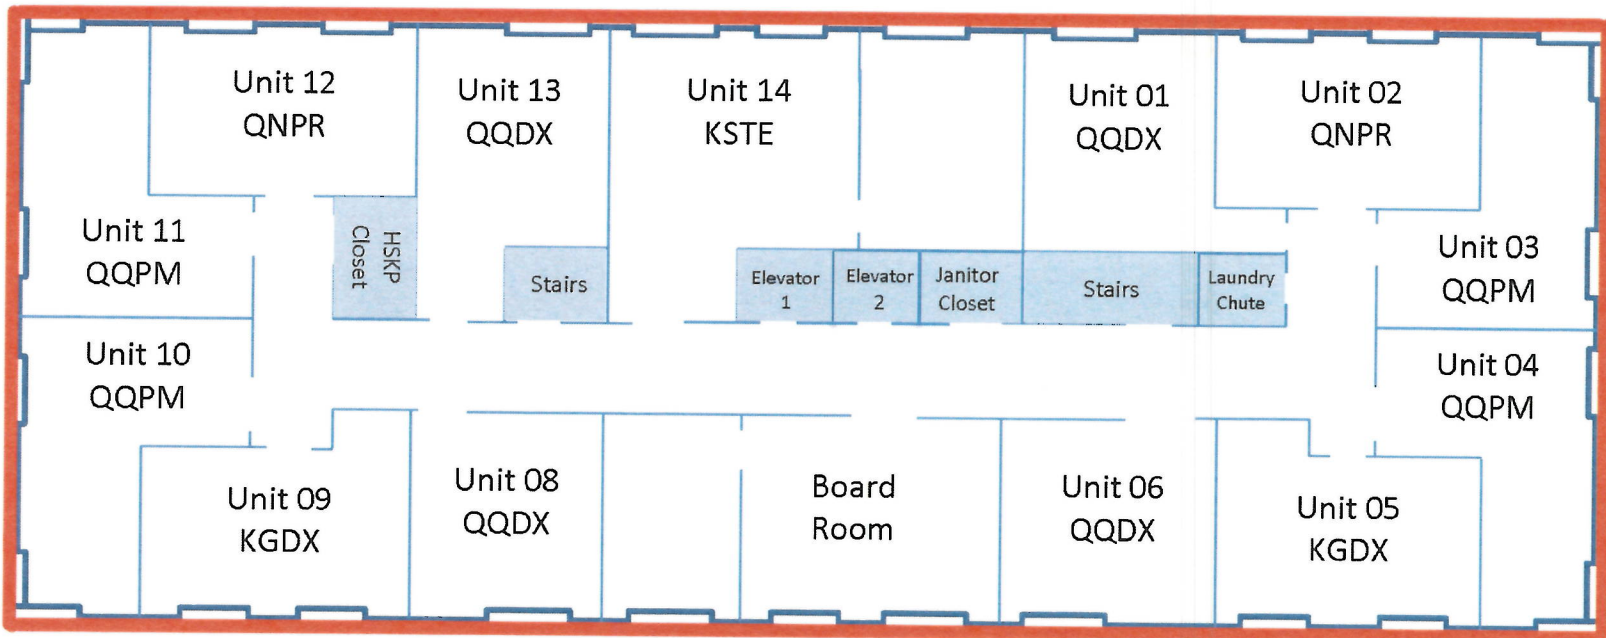 Unit 12
QNPR
Unit 13
QQDX
Unit 14
KSTE
Unit 01
QQDX
Unit 02
QNPR
Unit 11
QQPM
HSKP
Closet
Stairs
Elevator
1
Elevator
2
Janitor
Closet
Stairs
Laundry
Chute
Unit 03
QQPM
Unit 10
QQPM
Unit 04
QQPM
Unit 09
KGDX
Unit 08
QQDX
Board
Room
Unit 06
QQDX
Unit 05
KGDX